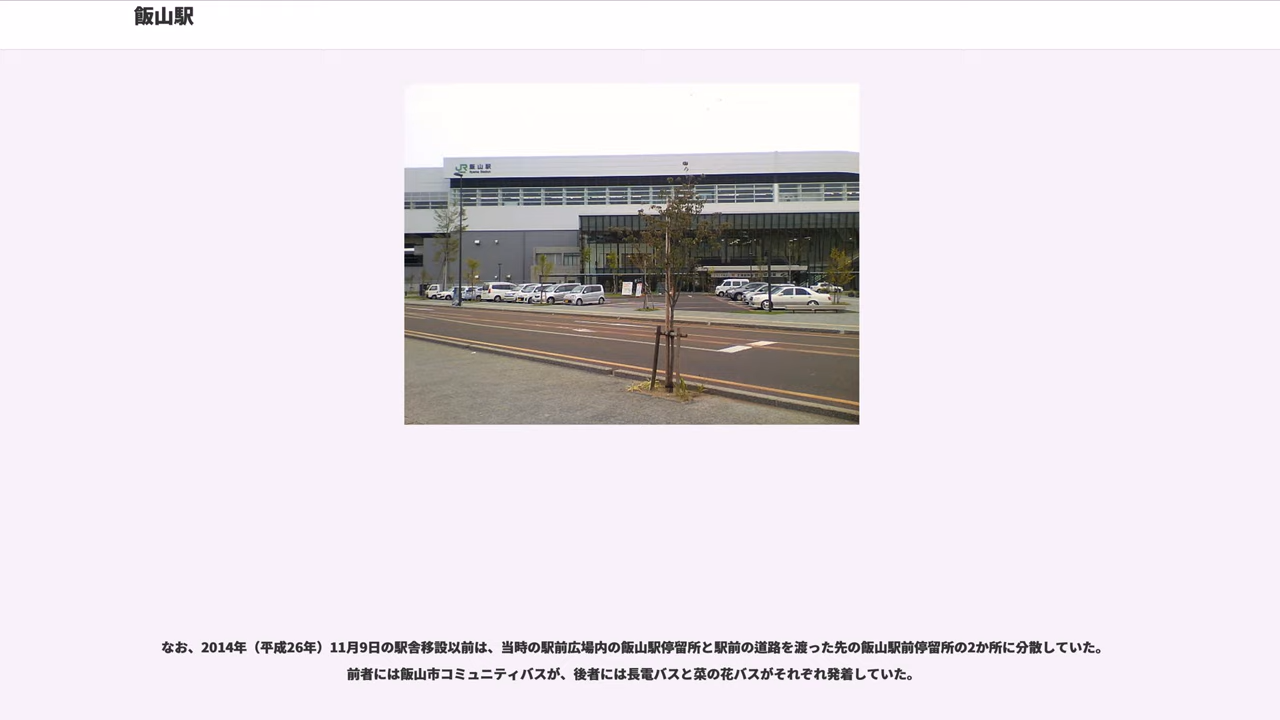 飯山駅
JR 飯山駅
なお、2014年（平成26年）11月9日の駅舎移設以前は、当時の駅前広場内の飯山駅停留所と駅前の道路を渡った先の飯山駅前停留所の2か所に分散していた。
前者には飯山市コミュニティバスが、後者には長電バスと菜の花バスがそれぞれ発着していた。